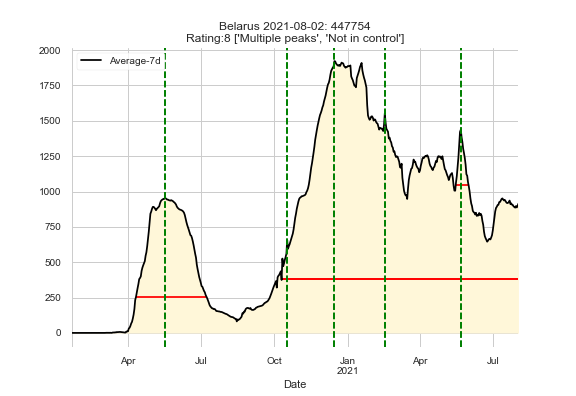 Belarus 2021-08-02: 447754
Rating:8 ['Multiple peaks', 'Not in control']
Average-7d
2000
1750
1500
1250
1000
750
500
250
0
Apr Jul Oct Jan Apr Jul
2021
Date